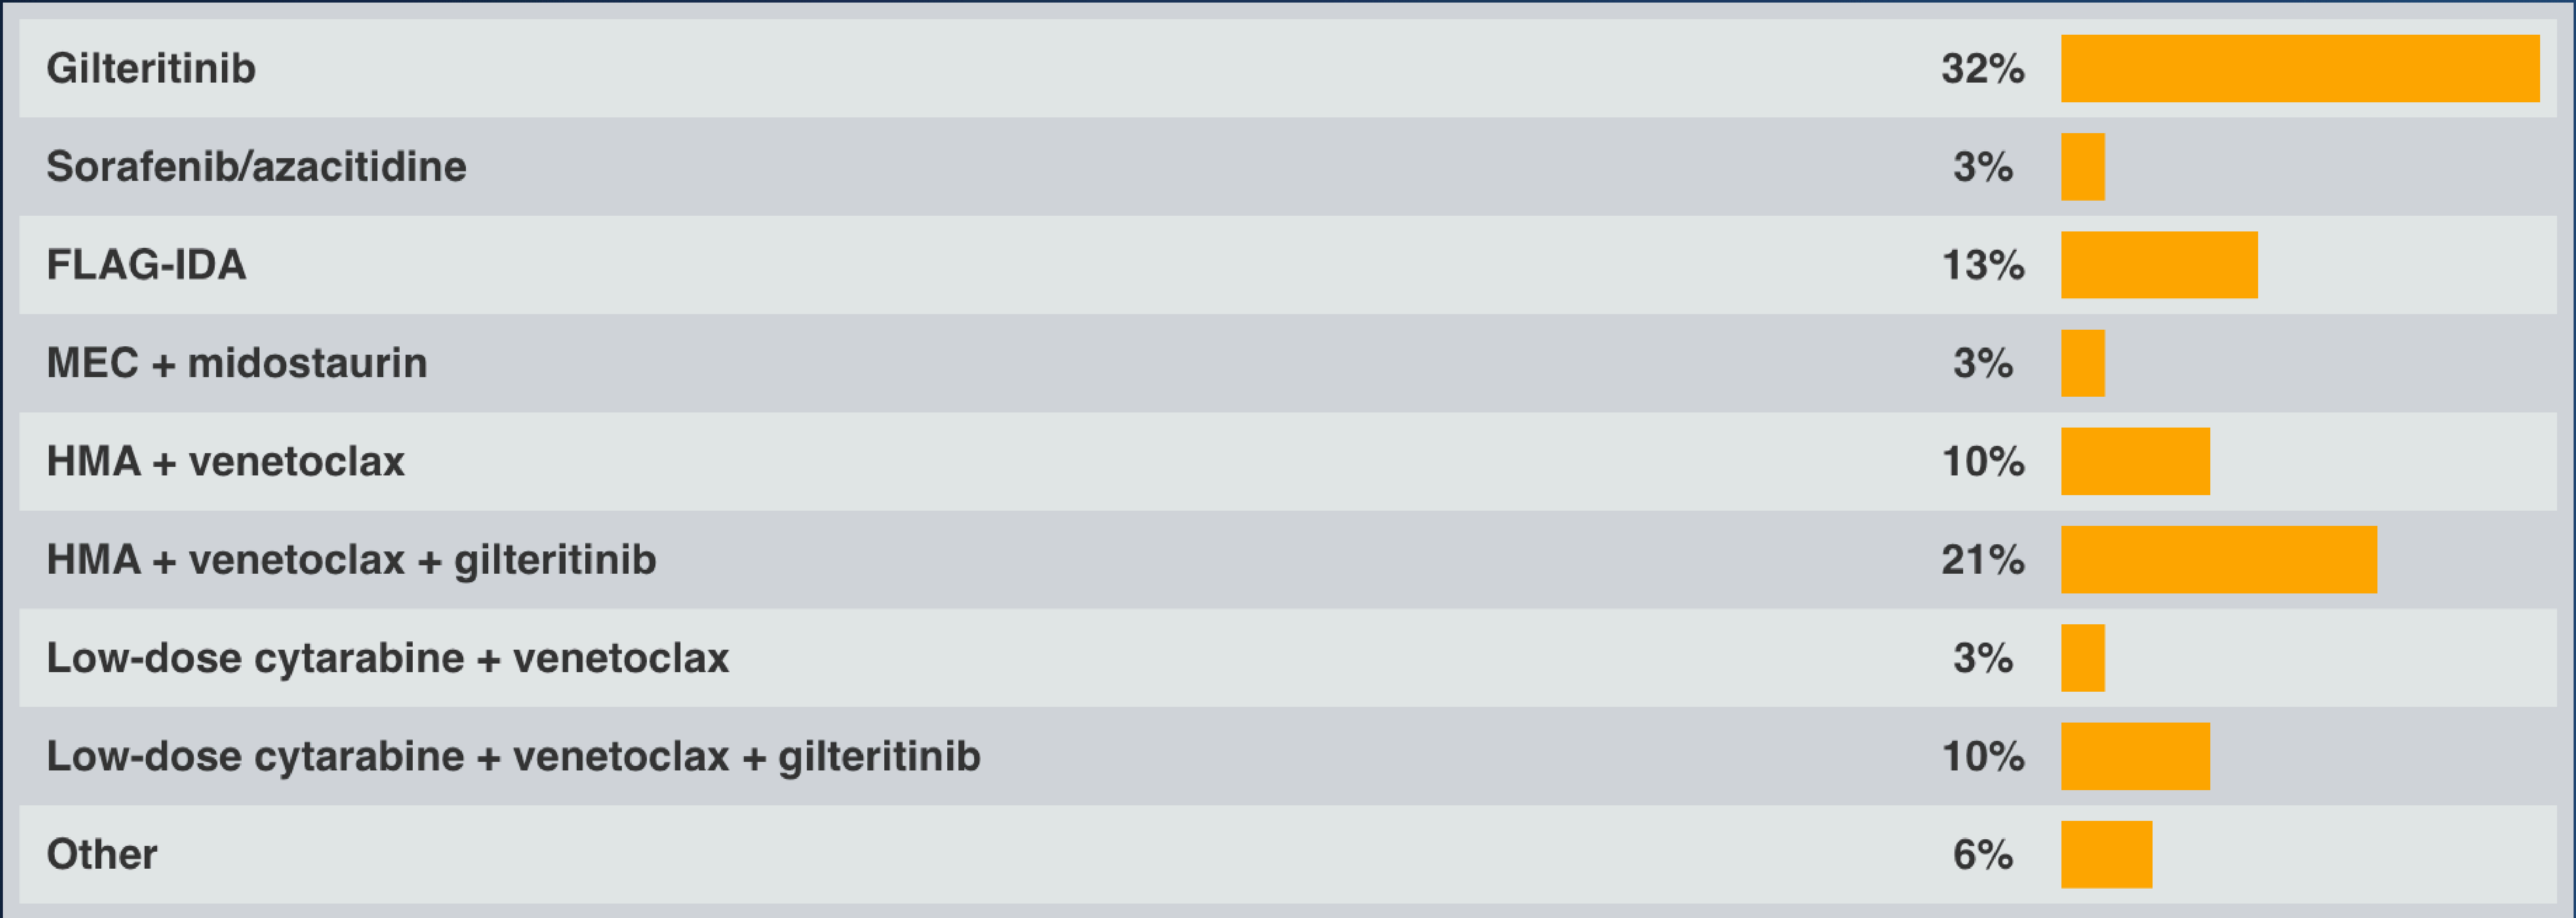 Gilteritinib 32%
Sorafenib/azacitidine 3%
FLAG-IDA 13%
MEC + midostaurin 3%
HMA + venetoclax 10%
HMA + venetoclax + gilteritinib 21%
Low-dose cytarabine + venetoclax 3%
Low-dose cytarabine + venetoclax + gilteritinib 10%
Other 6%